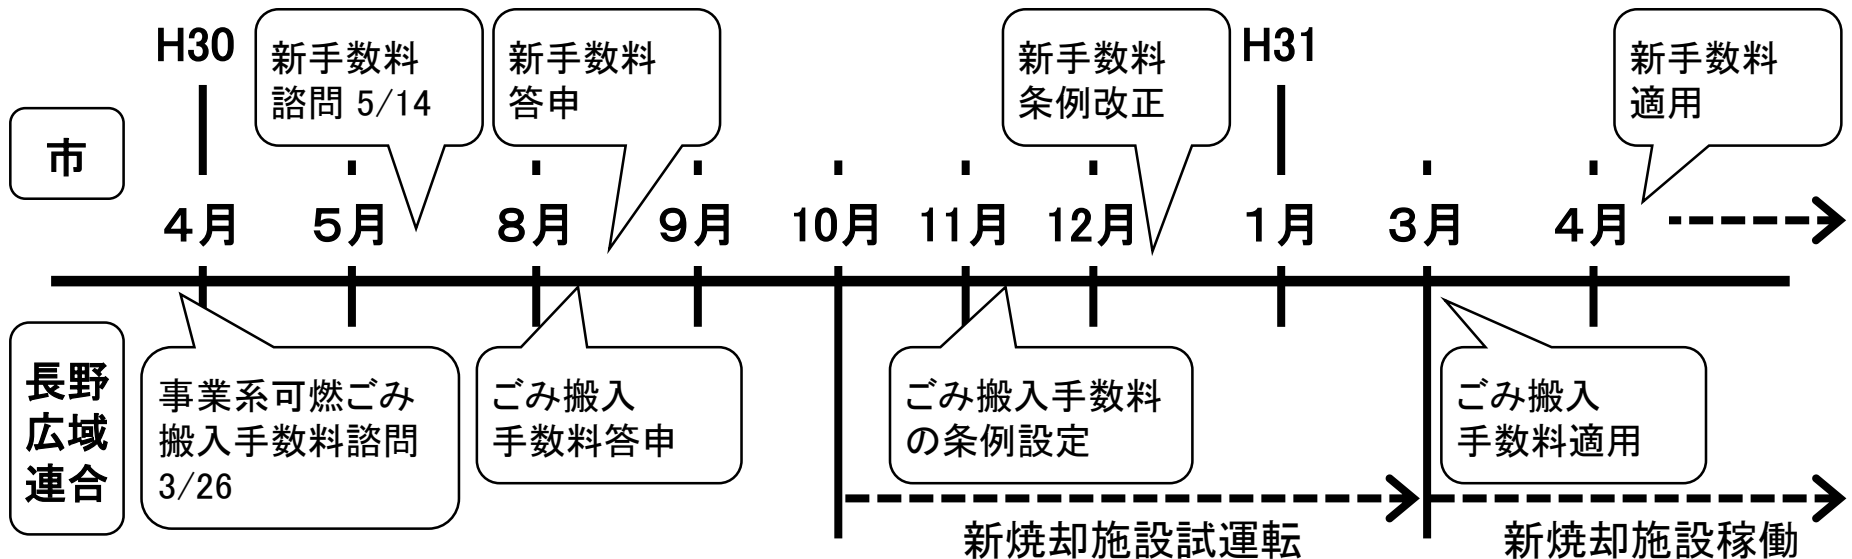 H30
新手数料
諮問 5/14
新手数料
答申
新手数料
条例改正
H31
新手数料
適用
市
4月
5月
8月
9月
10月
11月
12月
1月
3月
4月
長野
広域
連合
事業系可燃ごみ
搬入手数料諮問
3/26
ごみ搬入
手数料答申
ごみ搬入手数料
の条例設定
ごみ搬入
手数料適用
新焼却施設試運転
新焼却施設稼働